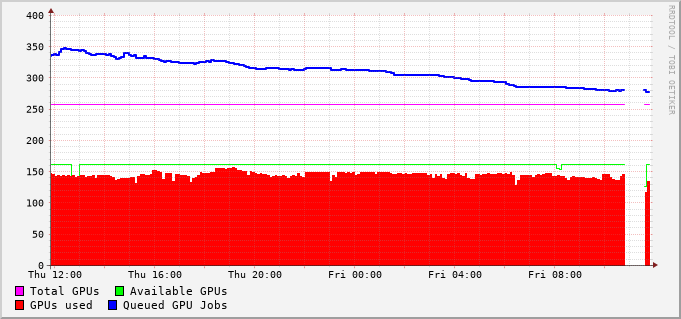 400
350
300
250
200
150
100
50
0
Thu 12:00 Thu 16:00 Thu 20:00 Fri 00:00 Fri 04:00 Fri 08:00
Total GPUs Available GPUs
GPUs used Queued GPU Jobs
RRDTOOL / TOBI OETIKER